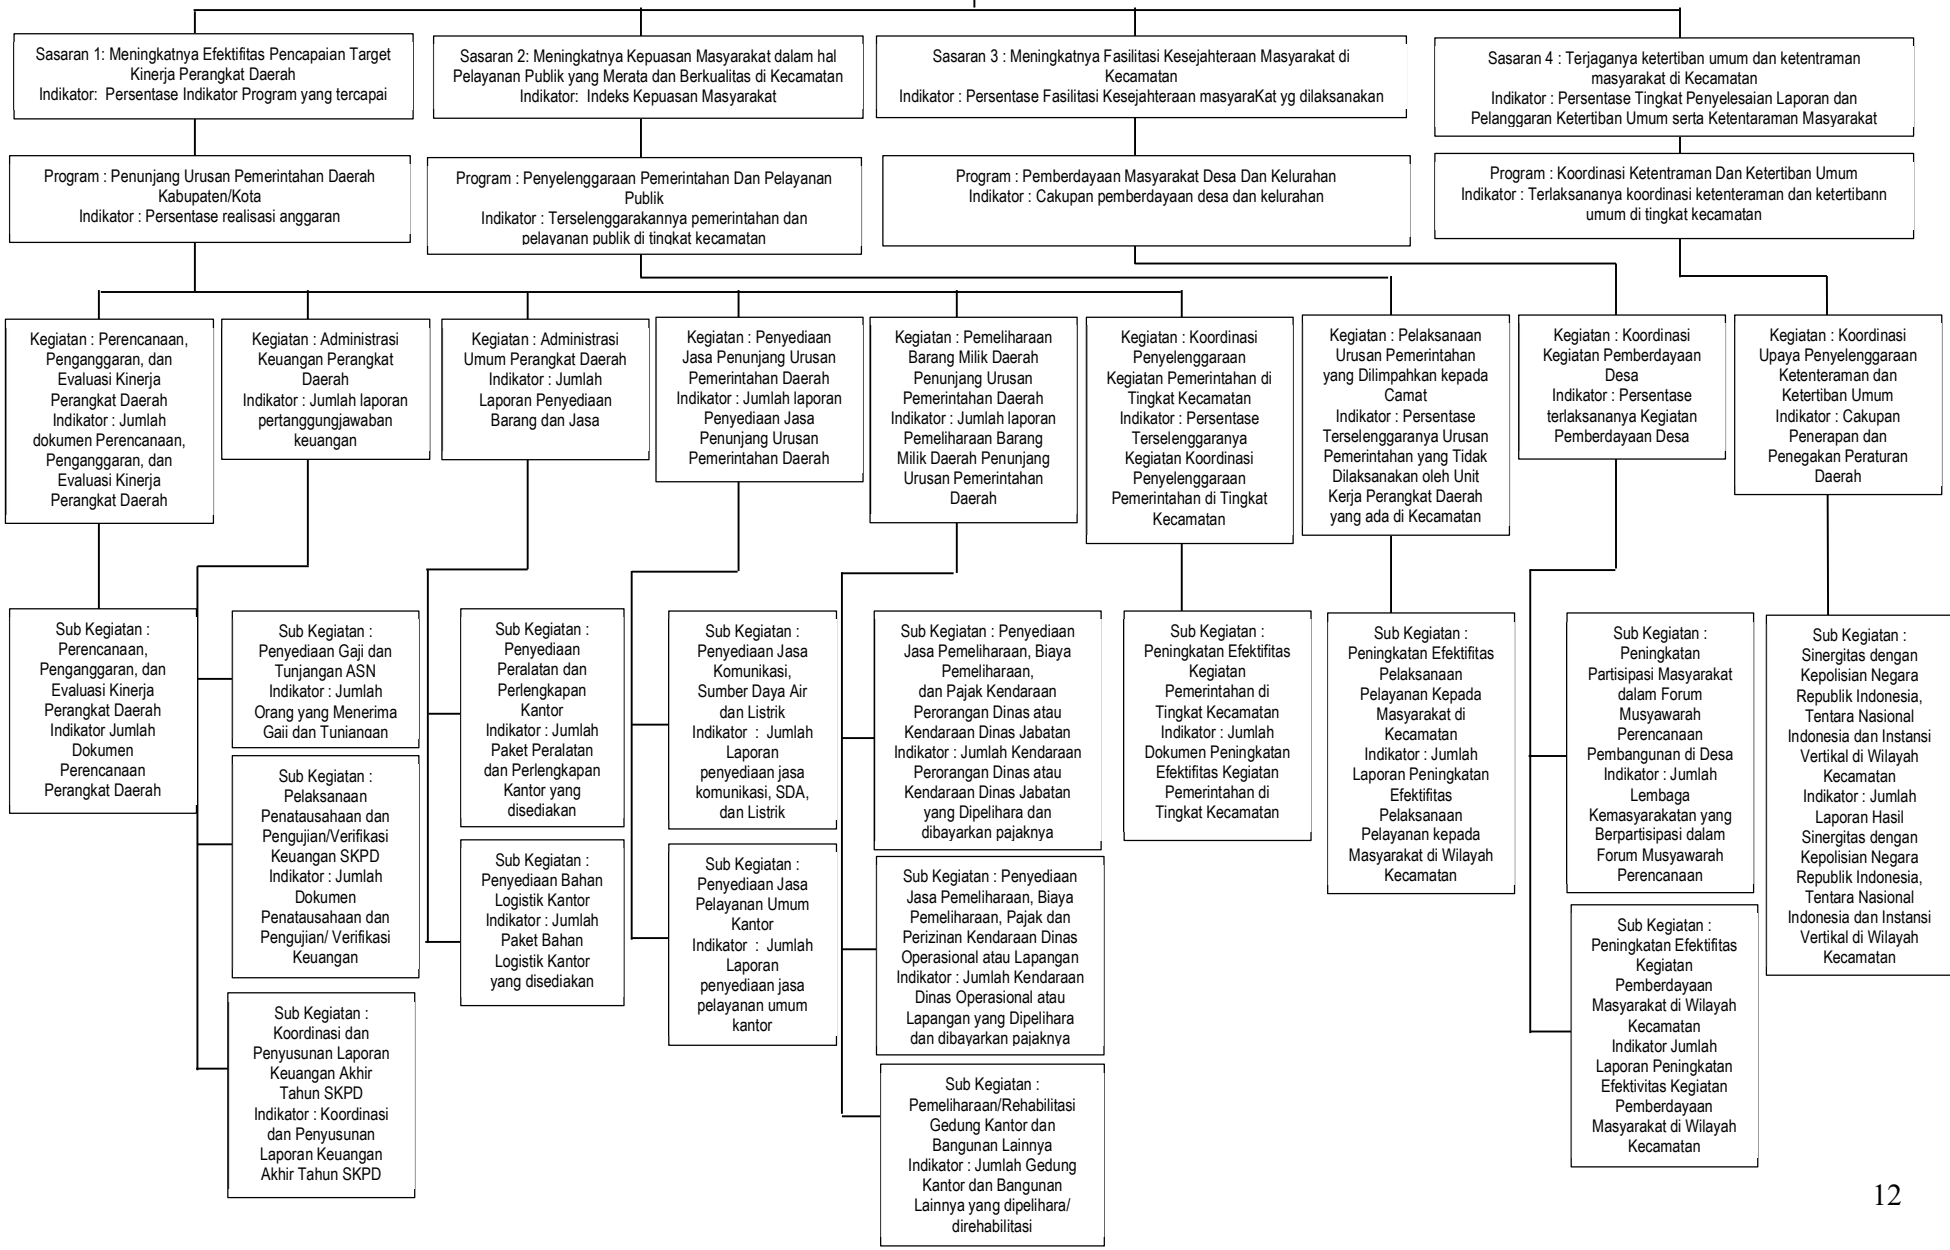 Sasaran 1: Meningkatnya Efektifitas Pencapaian Target
Kinerja Perangkat Daerah
Indikator: Persentase Indikator Program yang tercapai
Sasaran 2: Meningkatnya Kepuasan Masyarakat dalam hal
Pelayanan Publik yang Merata dan Berkualitas di Kecamatan
Indikator: Indeks Kepuasan Masyarakat
Sasaran 3 : Meningkatnya Fasilitasi Kesejahteraan Masyarakat di
Kecamatan
Indikator : Persentase Fasilitasi Kesejahteraan masyaraKat yg dilaksanakan
Sasaran 4 : Terjaganya ketertiban umum dan ketentraman
masyarakat di Kecamatan
Indikator : Persentase Tingkat Penyelesaian Laporan dan
Pelanggaran Ketertiban Umum serta Ketentaraman Masyarakat
Program : Penunjang Urusan Pemerintahan Daerah
Kabupaten/Kota
Indikator : Persentase realisasi anggaran
Program : Penyelenggaraan Pemerintahan Dan Pelayanan
Publik
Indikator : Terselenggarakannya pemerintahan dan
pelayanan publik di tingkat kecamatan
Program : Pemberdayaan Masyarakat Desa Dan Kelurahan
Indikator : Cakupan pemberdayaan desa dan kelurahan
Program : Koordinasi Ketentraman Dan Ketertiban Umum
Indikator : Terlaksananya koordinasi ketenteraman dan ketertibann
umum di tingkat kecamatan
Kegiatan : Perencanaan,
Penganggaran, dan
Evaluasi Kinerja
Perangkat Daerah
Indikator : Jumlah
dokumen Perencanaan,
Penganggaran, dan
Evaluasi Kinerja
Perangkat Daerah
Kegiatan : Administrasi
Keuangan Perangkat
Daerah
Indikator : Jumlah laporan
pertanggungjawaban
keuangan
Kegiatan : Administrasi
Umum Perangkat Daerah
Indikator : Jumlah
Laporan Penyediaan
Barang dan Jasa
Kegiatan : Penyediaan
Jasa Penunjang Urusan
Pemerintahan Daerah
Indikator : Jumlah laporan
Penyediaan Jasa
Penunjang Urusan
Pemerintahan Daerah
Kegiatan : Pemeliharaan
Barang Milik Daerah
Penunjang Urusan
Pemerintahan Daerah
Indikator : Jumlah laporan
Pemeliharaan Barang
Milik Daerah Penunjang
Urusan Pemerintahan
Daerah
Kegiatan : Koordinasi
Penyelenggaraan
Kegiatan Pemerintahan di
Tingkat Kecamatan
Indikator : Persentase
Terselenggaranya
Kegiatan Koordinasi
Penyelenggaraan
Pemerintahan di Tingkat
Kecamatan
Kegiatan : Pelaksanaan
Urusan Pemerintahan
yang Dilimpahkan kepada
Camat
Indikator : Persentase
Terselenggaranya Urusan
Pemerintahan yang Tidak
Dilaksanakan oleh Unit
Kerja Perangkat Daerah
yang ada di Kecamatan
Kegiatan : Koordinasi
Kegiatan Pemberdayaan
Desa
Indikator : Persentase
terlaksananya Kegiatan
Pemberdayaan Desa
Kegiatan : Koordinasi
Upaya Penyelenggaraan
Ketenteraman dan
Ketertiban Umum
Indikator : Cakupan
Penerapan dan
Penegakan Peraturan
Daerah
Sub Kegiatan :
Perencanaan,
Penganggaran, dan
Evaluasi Kinerja
Perangkat Daerah
Indikator Jumlah
Dokumen
Perencanaan
Perangkat Daerah
Sub Kegiatan :
Penyediaan Gaji dan
Tunjangan ASN
Indikator : Jumlah
Orang yang Menerima
Gaji dan Tunjangan
Sub Kegiatan :
Pelaksanaan
Penatausahaan dan
Pengujian/Verifikasi
Keuangan SKPD
Indikator : Jumlah
Dokumen
Penatausahaan dan
Pengujian/ Verifikasi
Keuangan
Sub Kegiatan :
Koordinasi dan
Penyusunan Laporan
Keuangan Akhir
Tahun SKPD
Indikator : Koordinasi
dan Penyusunan
Laporan Keuangan
Akhir Tahun SKPD
Sub Kegiatan :
Penyediaan
Peralatan dan
Perlengkapan
Kantor
Indikator : Jumlah
Paket Peralatan
dan Perlengkapan
Kantor yang
disediakan
Sub Kegiatan :
Penyediaan Bahan
Logistik Kantor
Indikator : Jumlah
Paket Bahan
Logistik Kantor
yang disediakan
Sub Kegiatan :
Penyediaan Jasa
Komunikasi,
Sumber Daya Air
dan Listrik
Indikator : Jumlah
Laporan
penyediaan jasa
komunikasi, SDA,
dan Listrik
Sub Kegiatan :
Penyediaan Jasa
Pelayanan Umum
Kantor
Indikator : Jumlah
Laporan
penyediaan jasa
pelayanan umum
kantor
Sub Kegiatan : Penyediaan
Jasa Pemeliharaan, Biaya
Pemeliharaan,
dan Pajak Kendaraan
Perorangan Dinas atau
Kendaraan Dinas Jabatan
Indikator : Jumlah Kendaraan
Perorangan Dinas atau
Kendaraan Dinas Jabatan
yang Dipelihara dan
dibayarkan pajaknya
Sub Kegiatan : Penyediaan
Jasa Pemeliharaan, Biaya
Pemeliharaan, Pajak dan
Perizinan Kendaraan Dinas
Operasional atau Lapangan
Indikator : Jumlah Kendaraan
Dinas Operasional atau
Lapangan yang Dipelihara
dan dibayarkan pajaknya
Sub Kegiatan :
Pemeliharaan/Rehabilitasi
Gedung Kantor dan
Bangunan Lainnya
Indikator : Jumlah Gedung
Kantor dan Bangunan
Lainnya yang dipelihara/
direhabilitasi
Sub Kegiatan :
Peningkatan Efektifitas
Kegiatan
Pemerintahan di
Tingkat Kecamatan
Indikator : Jumlah
Dokumen Peningkatan
Efektifitas Kegiatan
Pemerintahan di
Tingkat Kecamatan
Sub Kegiatan :
Peningkatan Efektifitas
Pelaksanaan
Pelayanan Kepada
Masyarakat di
Kecamatan
Indikator : Jumlah
Laporan Peningkatan
Efektifitas
Pelaksanaan
Pelayanan kepada
Masyarakat di Wilayah
Kecamatan
Sub Kegiatan :
Peningkatan
Partisipasi Masyarakat
dalam Forum
Musyawarah
Perencanaan
Pembangunan di Desa
Indikator : Jumlah
Lembaga
Kemasyarakatan yang
Berpartisipasi dalam
Forum Musyawarah
Perencanaan
Sub Kegiatan :
Peningkatan Efektifitas
Kegiatan
Pemberdayaan
Masyarakat di Wilayah
Kecamatan
Indikator Jumlah
Laporan Peningkatan
Efektivitas Kegiatan
Pemberdayaan
Masyarakat di Wilayah
Kecamatan
Sub Kegiatan :
Sinergitas dengan
Kepolisian Negara
Republik Indonesia,
Tentara Nasional
Indonesia dan Instansi
Vertikal di Wilayah
Kecamatan
Indikator : Jumlah
Laporan Hasil
Sinergitas dengan
Kepolisian Negara
Republik Indonesia,
Tentara Nasional
Indonesia dan Instansi
Vertikal di Wilayah
Kecamatan
12